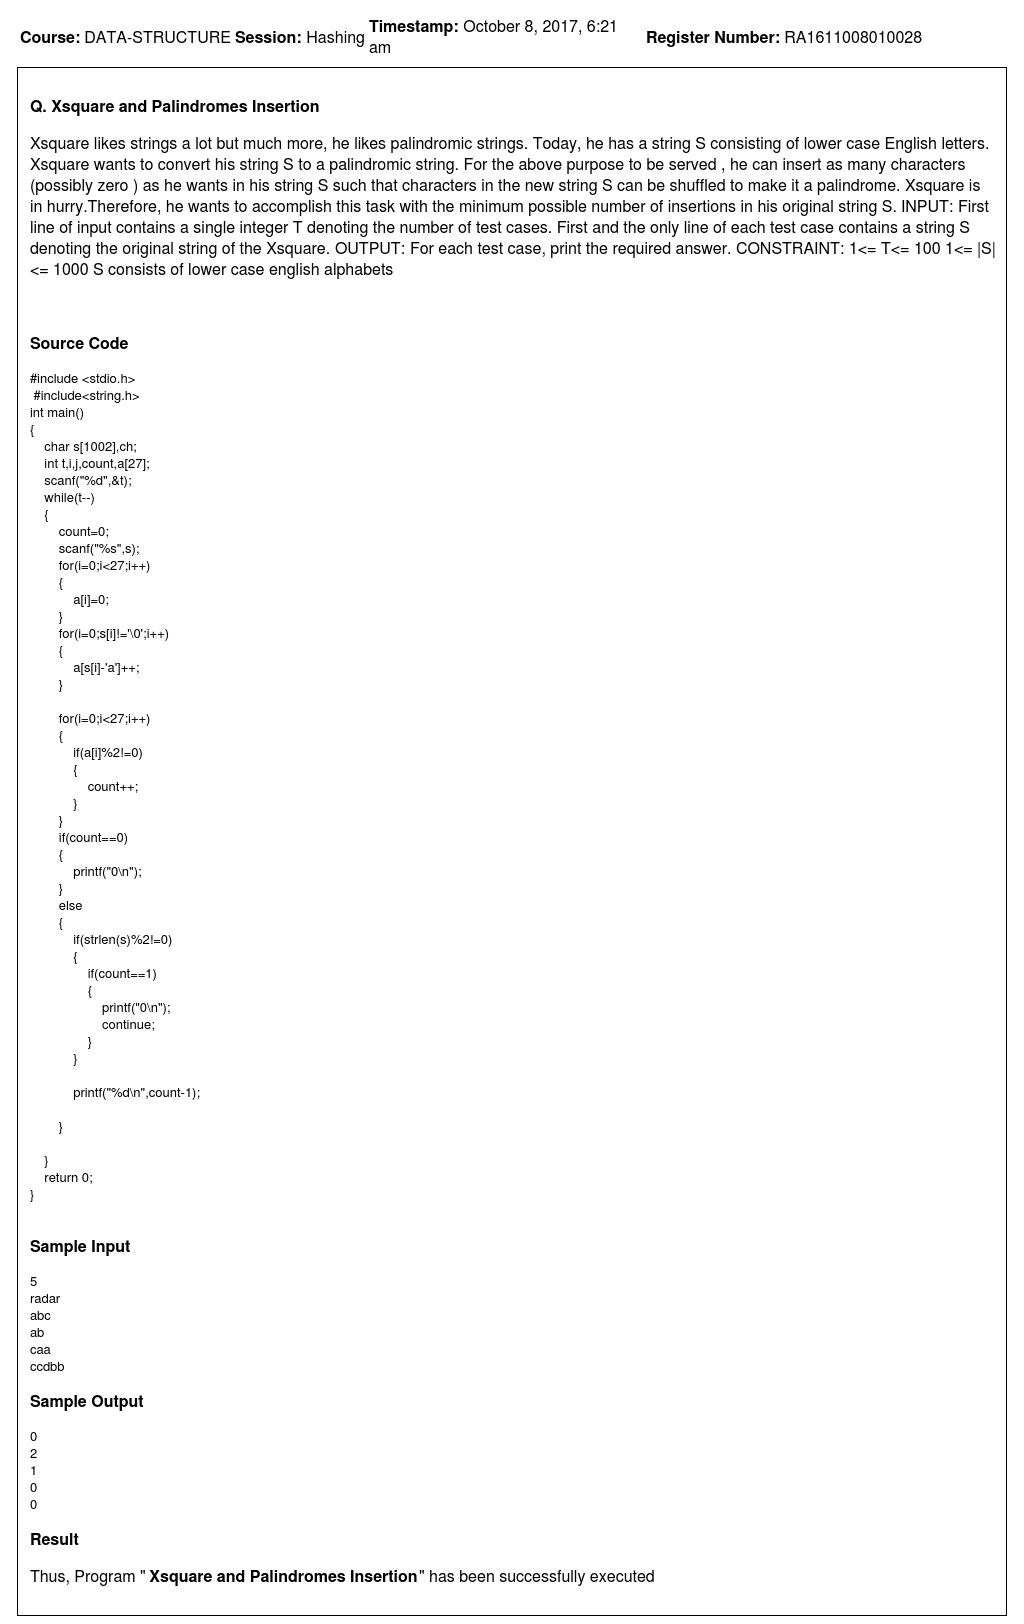 Course: DATA-STRUCTURE Session: Hashing Timestamp: October 8, 2017, 6:21 am Register Number: RA1611008010028
Q. Xsquare and Palindromes Insertion
Xsquare likes strings a lot but much more, he likes palindromic strings. Today, he has a string S consisting of lower case English letters.
Xsquare wants to convert his string S to a palindromic string. For the above purpose to be served , he can insert as many characters
(possibly zero ) as he wants in his string S such that characters in the new string S can be shuffled to make it a palindrome. Xsquare is
in hurry.Therefore, he wants to accomplish this task with the minimum possible number of insertions in his original string S. INPUT: First
line of input contains a single integer T denoting the number of test cases. First and the only line of each test case contains a string S
denoting the original string of the Xsquare. OUTPUT: For each test case, print the required answer. CONSTRAINT: 1<= T<= 100 1<= |S|
<= 1000 S consists of lower case english alphabets
Source Code
#include <stdio.h>
#include<string.h>
int main()
{
char s[1002],ch;
int t,i,j,count,a[27];
scanf("%d",&t);
while(t--)
{
count=0;
scanf("%s",s);
for(i=0;i<27;i++)
{
a[i]=0;
}
for(i=0;s[i]!='\0';i++)
{
a[s[i]-'a']++;
}
for(i=0;i<27;i++)
{
if(a[i]%2!=0)
{
count++;
}
}
if(count==0)
{
printf("0\n");
}
else
{
if(strlen(s)%2!=0)
{
if(count==1)
{
printf("0\n");
continue;
}
}
printf("%d\n",count-1);
}
}
return 0;
}
Sample Input
5
radar
abc
ab
caa
ccdbb
Sample Output
0
2
1
0
0
Result
Thus, Program " Xsquare and Palindromes Insertion" has been successfully executed